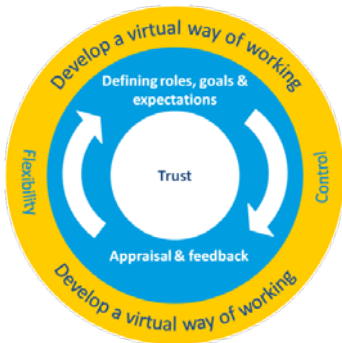 Develop a virtual way of working
Defining roles, goals &
expectations
Flexibility
Trust
Control
Appraisal & feedback
Develop a virtual way of working